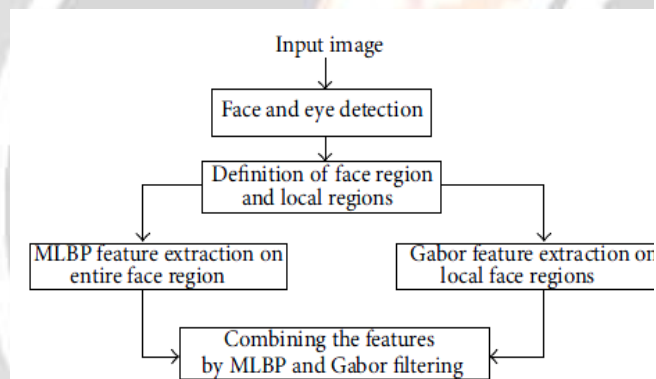 Input image
Face and eye detection
Definition of face region
and local regions
MLBP feature extraction on
entire face region
Gabor feature extraction on
local face regions
Combining the features
by MLBP and Gabor filtering